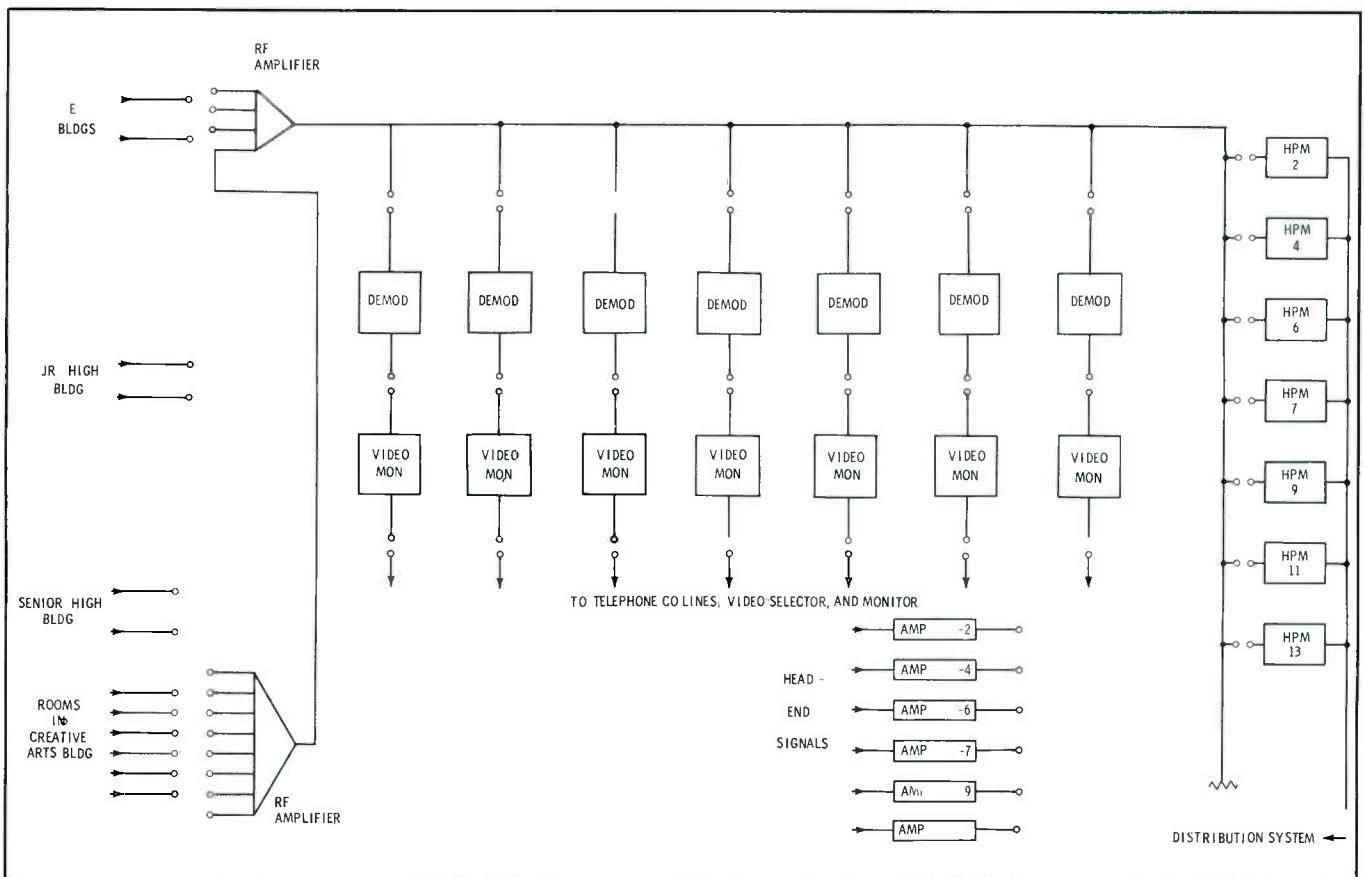 RF
AMPLIFIER
E
BLDGS
HPM
2
HPM
4
DEMOD
DEMOD
DEMOD
DEMOD
DEMOD
DEMOD
DEMOD
HPM
6
JR HIGH
BLDG
HPM
7
VIDEO
MON
VIDEO
MON
VIDEO
MON
VIDEO
MON
VIDEO
MON
VIDEO
MON
VIDEO
MON
HPM
9
HPM
11
SENIOR HIGH
BLDG
TO TELEPHONE CO LINES, VIDEO SELECTOR, AND MONITOR
HPM
13
AMP -2
AMP -4
AMP -6
AMP -7
9
AMP
HEAD -
END
SIGNALS
ROOMS
IN
CREATIVE
ARTS BLDG
RF
AMPLIFIER
DISTRIBUTION SYSTEM